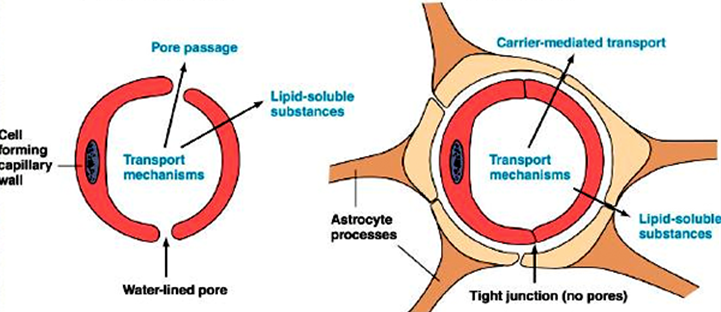 Pore passage
Lipid-soluble
substances
Cell
forming
capillary
wall
Transport
mechanisms
Water-lined pore
Carrier-mediated transport
Transport
mechanisms
Astrocyte
processes
Lipid-soluble
substances
Tight junction (no pores)